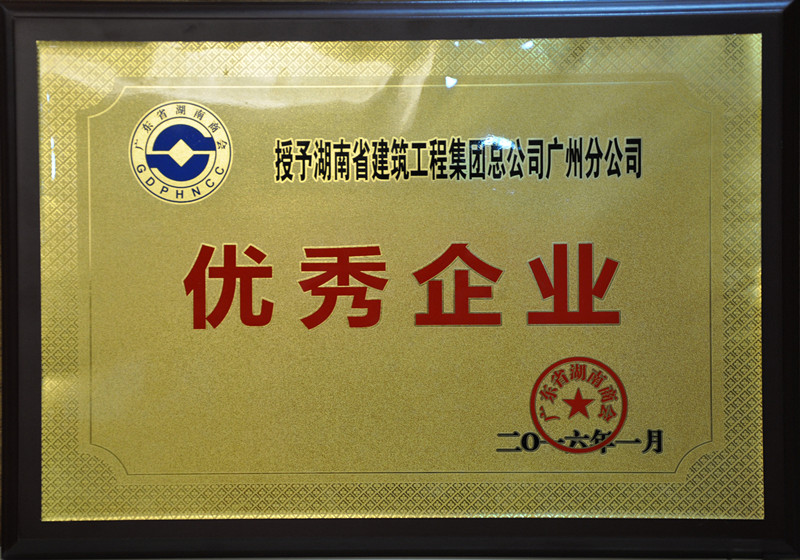 广东省湖南商会
GDPHNCC
授予湖南省建筑工程集团总公司广州分公司
优秀企业
广东省湖南商会
二〇一六年一月